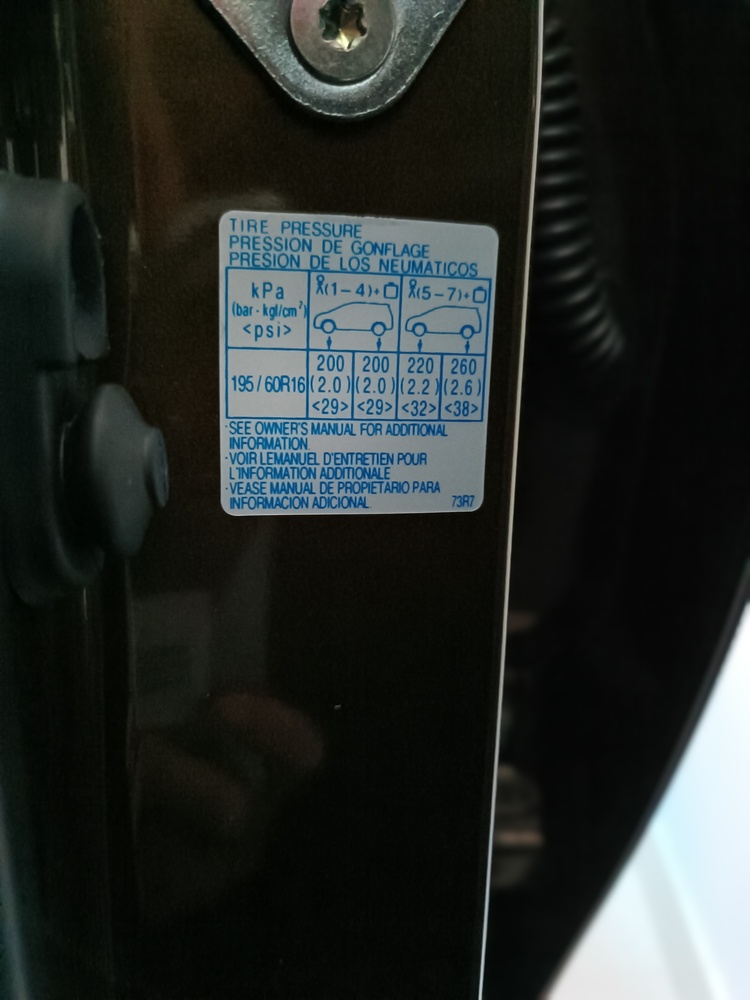 TIRE PRESSURE
PRESSION DE GONFLAGE
PRESION DE LOS NEUMATICOS
kPa
(bar - kgf/cm²)
<psi>
(1-4)+
(5-7)+
195/60R16
200 200 220 260
(2.0) (2.0) (2.2) (2.6)
<29> <29> <32> <38>
·SEE OWNER'S MANUAL FOR ADDITIONAL
INFORMATION.
·VOIR LEMANUEL D'ENTRETIEN POUR
L'INFORMATION ADDITIONALE
·VEASE MANUAL DE PROPIETARIO PARA
INFORMACION ADICIONAL.
73R7